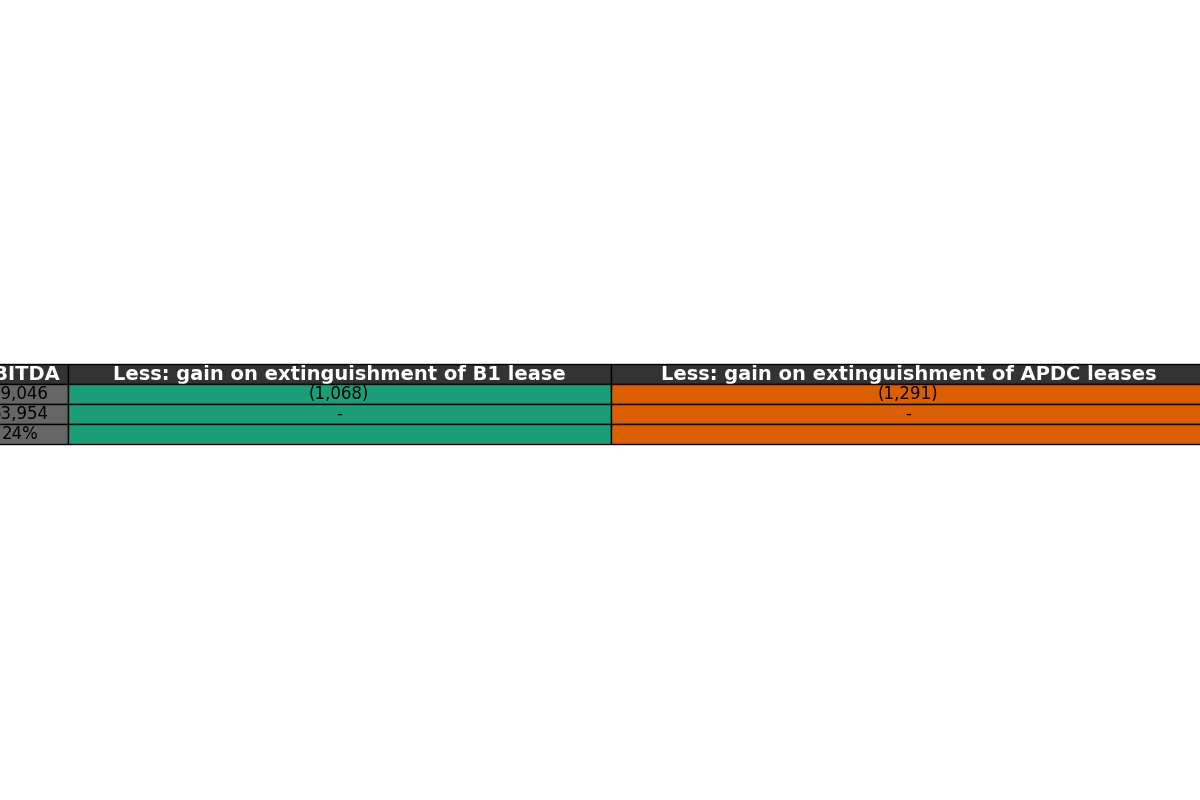 BITDA Less: gain on extinguishment of B1 lease Less: gain on extinguishment of APDC leases
9,046 (1,068) (1,291)
3,954 - -
24%